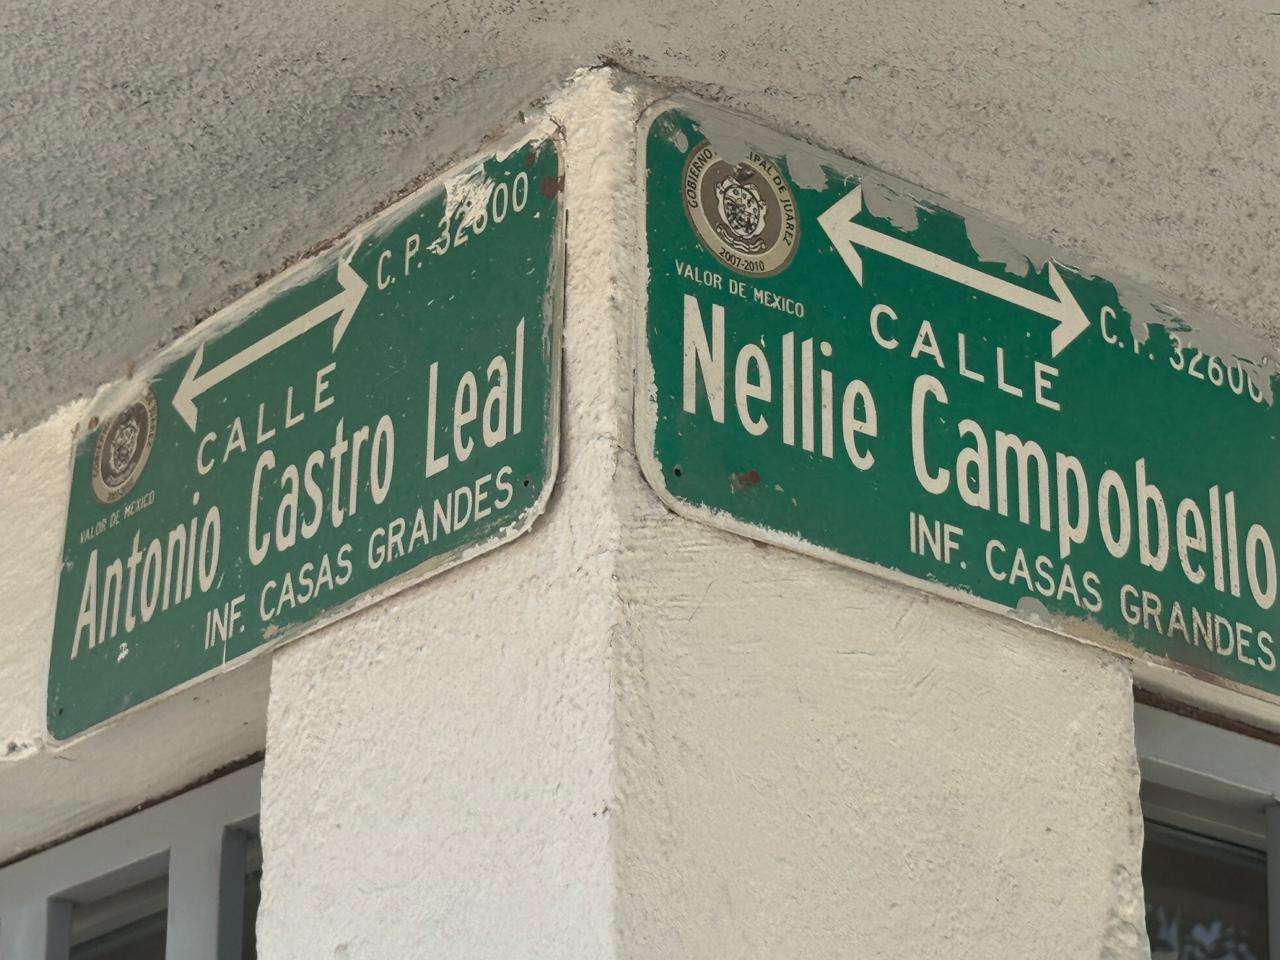 C.P. 32600
CALLE
VALOR DE MEXICO
Antonio Castro Leal
INF. CASAS GRANDES
GOBIERNO IPAL DE JUAREZ
2007-2010
VALOR DE MEXICO
C.P. 32600
CALLE
Nellie Campobello
INF. CASAS GRANDES